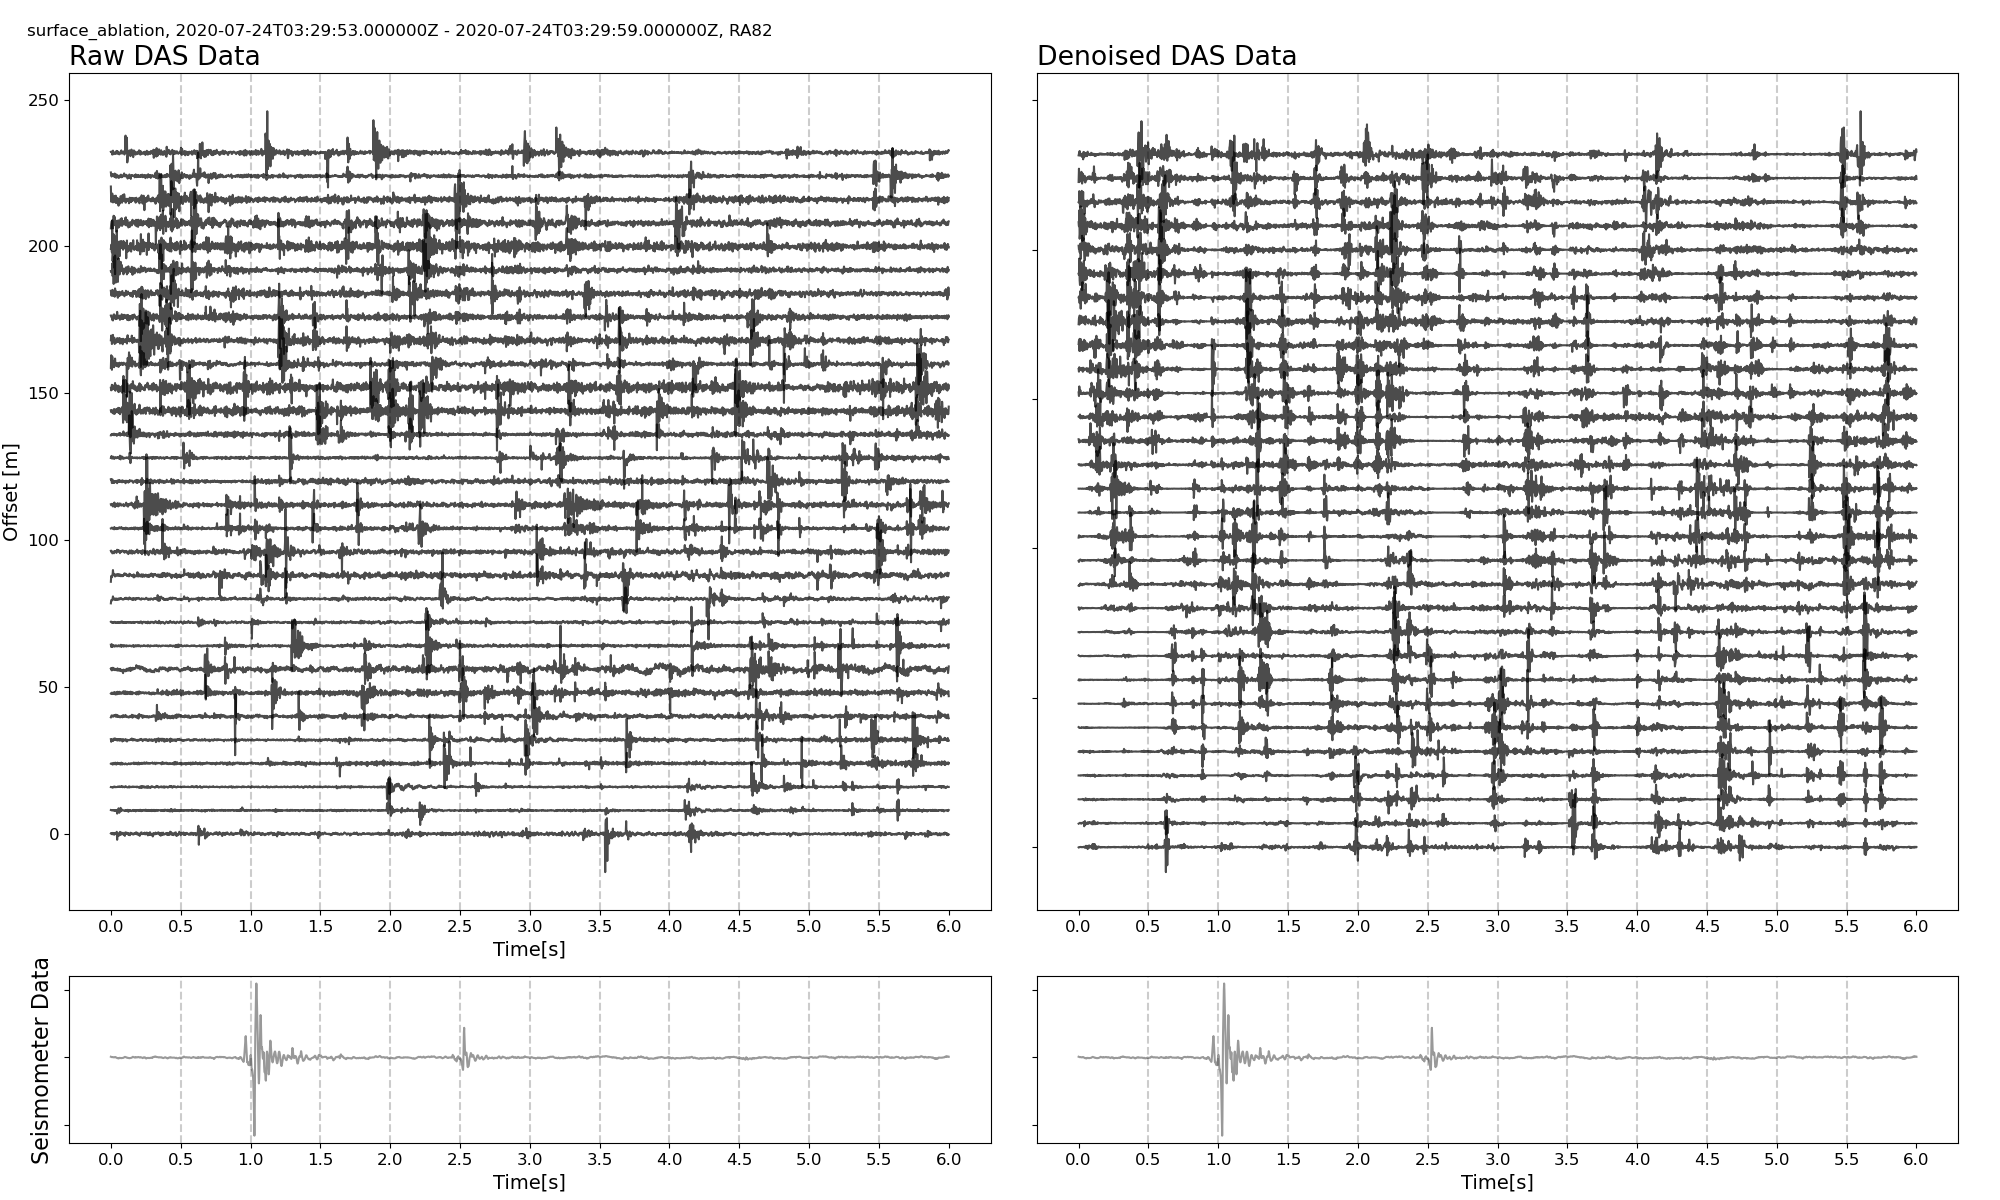 surface_ablation, 2020-07-24T03:29:53.000000Z - 2020-07-24T03:29:59.000000Z, RA82
Raw DAS Data
Denoised DAS Data
Offset [m]
250
200
150
100
50
0
0.0 0.5 1.0 1.5 2.0 2.5 3.0 3.5 4.0 4.5 5.0 5.5 6.0
Time[s]
0.0 0.5 1.0 1.5 2.0 2.5 3.0 3.5 4.0 4.5 5.0 5.5 6.0
Seismometer Data
0.0 0.5 1.0 1.5 2.0 2.5 3.0 3.5 4.0 4.5 5.0 5.5 6.0
Time[s]
0.0 0.5 1.0 1.5 2.0 2.5 3.0 3.5 4.0 4.5 5.0 5.5 6.0
Time[s]